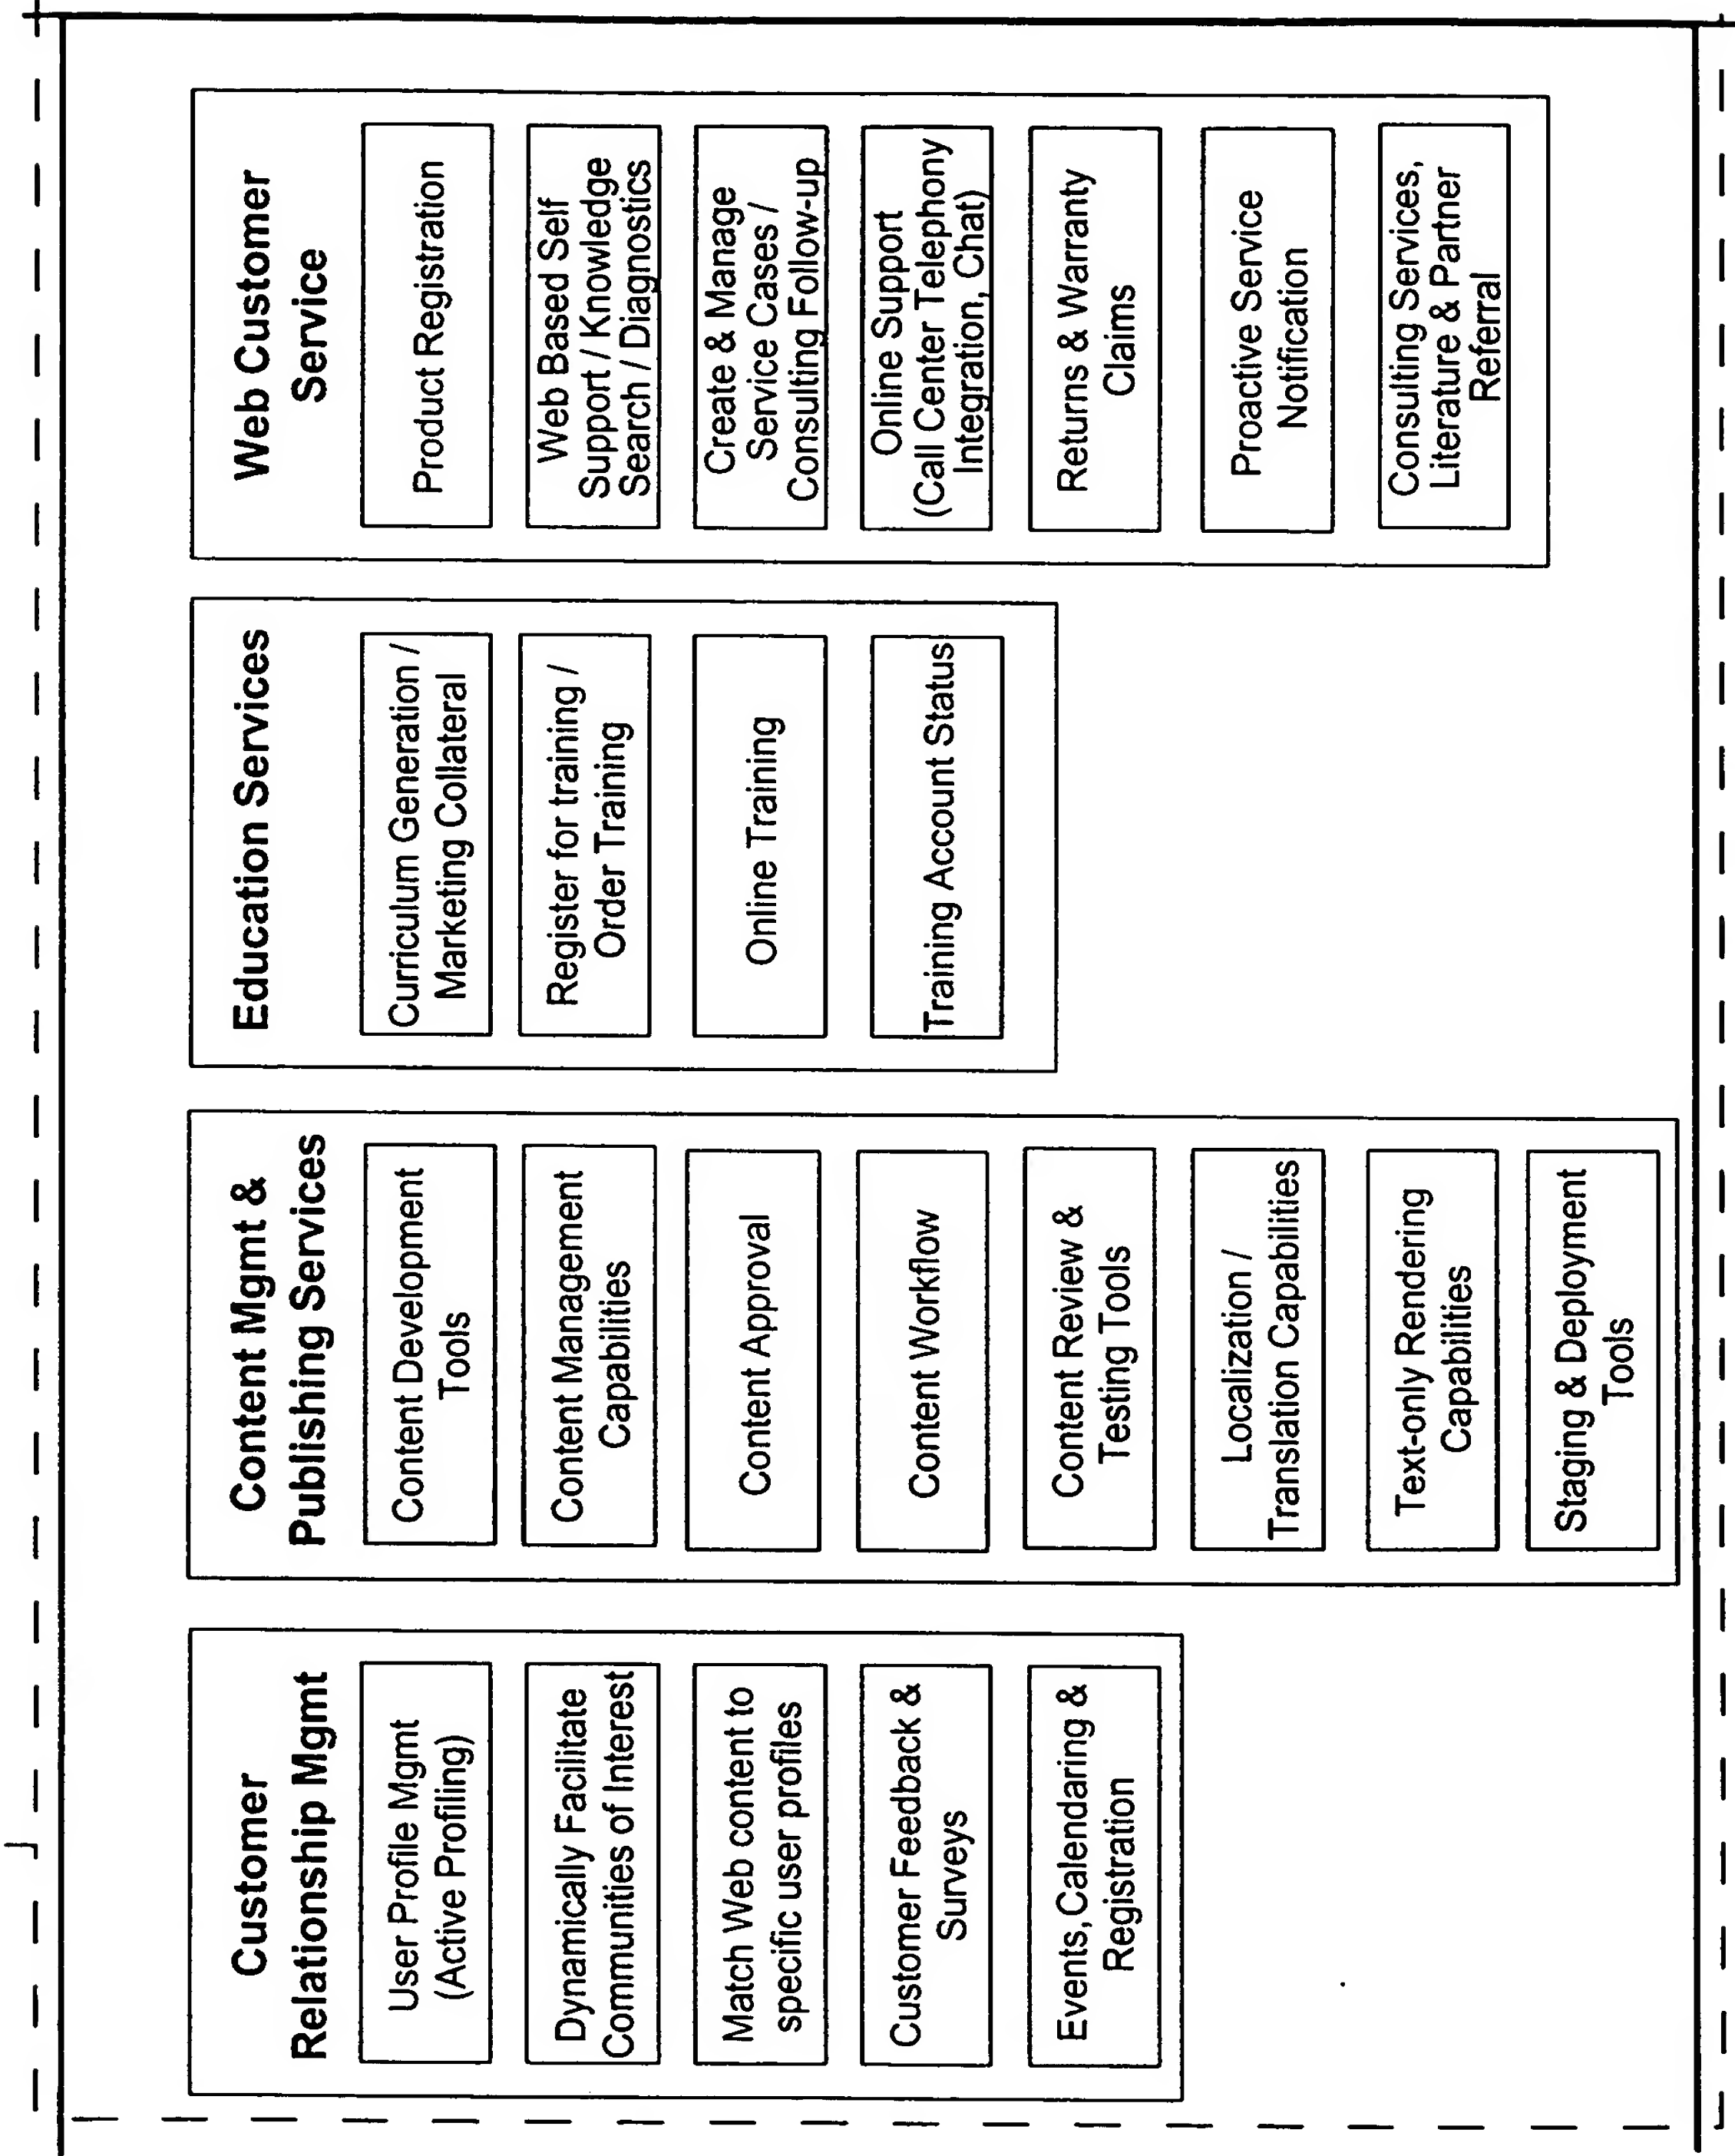 Customer
Relationship Mgmt
User Profile Mgmt
(Active Profiling)
Dynamically Facilitate
Communities of Interest
Match Web content to
specific user profiles
Customer Feedback &
Surveys
Events, Calendaring &
Registration
Content Mgmt &
Publishing Services
Content Development
Tools
Content Management
Capabilities
Content Approval
Content Workflow
Content Review &
Testing Tools
Localization /
Translation Capabilities
Text-only Rendering
Capabilities
Staging & Deployment
Tools
Education Services
Curriculum Generation /
Marketing Collateral
Register for training /
Order Training
Online Training
Training Account Status
Web Customer
Service
Product Registration
Web Based Self
Support / Knowledge
Search / Diagnostics
Create & Manage
Service Cases /
Consulting Follow-up
Online Support
(Call Center Telephony
Integration, Chat)
Returns & Warranty
Claims
Proactive Service
Notification
Consulting Services,
Literature & Partner
Referral